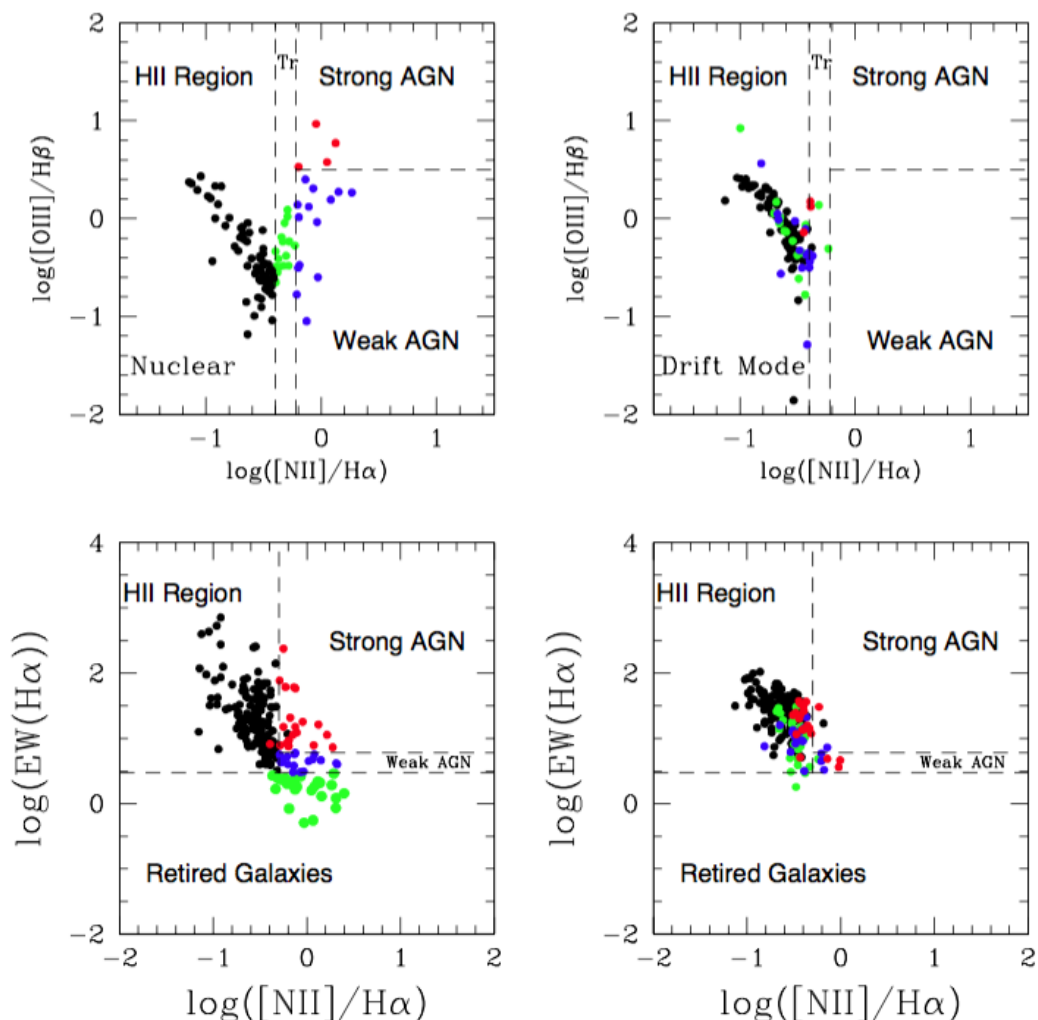 2
1
0
−1
−2
log([OIII]/Hβ)
HII Region
Tr
Strong AGN
Weak AGN
Nuclear
−1
0
1
log([NII]/Hα)
2
1
0
−1
−2
log([OIII]/Hβ)
HII Region
Tr
Strong AGN
Weak AGN
Drift Mode
−1
0
1
log([NII]/Hα)
4
2
0
−2
log(EW(Hα))
HII Region
Strong AGN
Weak AGN
Retired Galaxies
−2
−1
0
1
2
log([NII]/Hα)
4
2
0
−2
log(EW(Hα))
HII Region
Strong AGN
Weak AGN
Retired Galaxies
−2
−1
0
1
2
log([NII]/Hα)